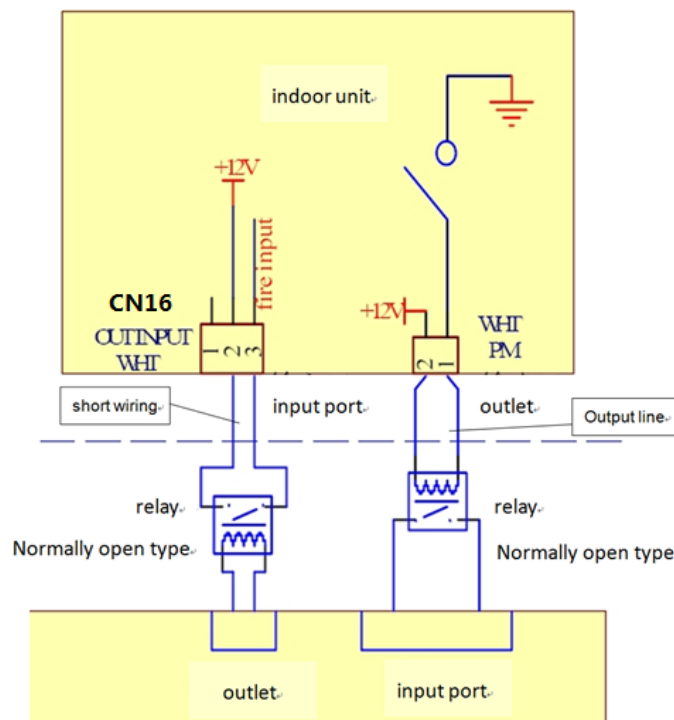 indoor unit
+12V
fire input
CN16
OUTINPUT
WHT
1
2
3
+12V
2
1
WHT
PM
short wiring
input port
outlet
Output line
relay
Normally open type
relay
Normally open type
outlet
input port